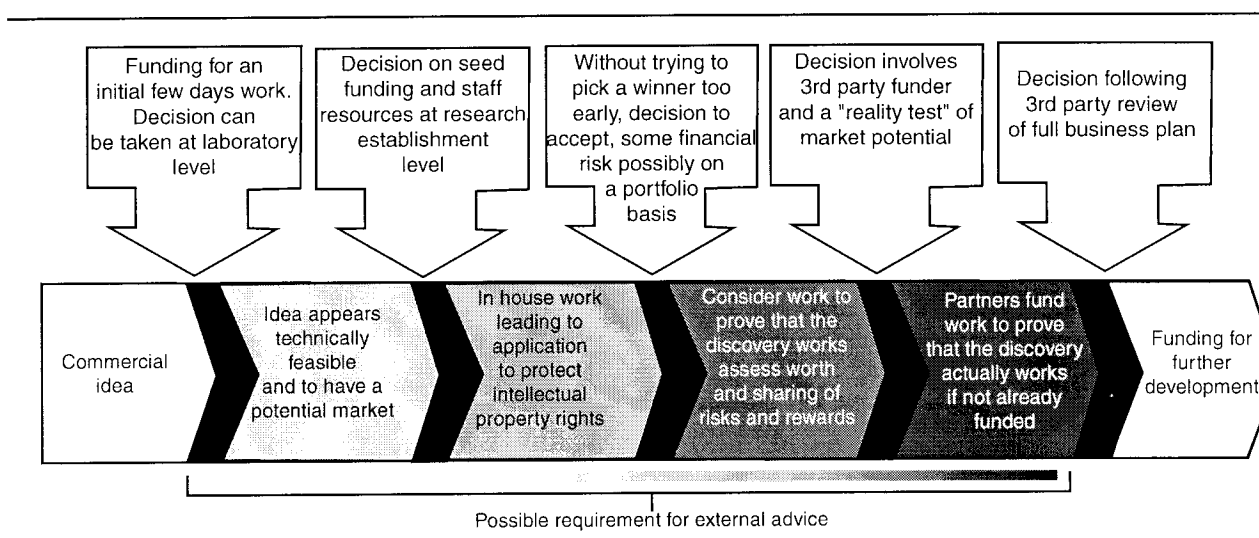 Funding for an
initial few days work.
Decision can
be taken at laboratory
level
Decision on seed
funding and staff
resources at research
establishment
level
Without trying to
pick a winner too
early, decision to
accept, some financial
risk possibly on
a portfolio
basis
Decision involves
3rd party funder
and a "reality test" of
market potential
Decision following
3rd party review
of full business plan
Commercial
idea
Idea appears
technically
feasible
and to have a
potential market
In house work
leading to
application
to protect
intellectual
property rights
Consider work to
prove that the
discovery works
assess worth
and sharing of
risks and rewards
Partners fund
work to prove
that the discovery
actually works
if not already
funded
Funding for
further
development
Possible requirement for external advice